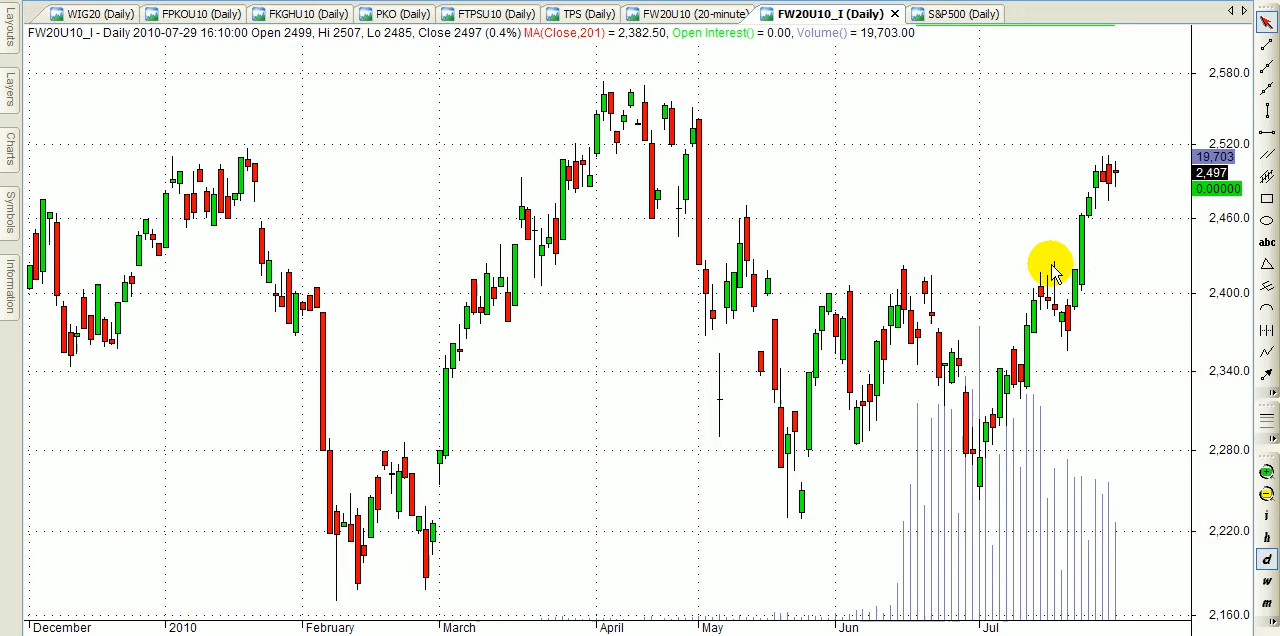 WIG20 (Daily) FPKOU10 (Daily) FKGHU10 (Daily) PKO (Daily) FTPSU10 (Daily) TPS (Daily) FW20U10 (20-minute) FW20U10_I (Daily) S&P500 (Daily)
FW20U10_I - Daily 2010-07-29 16:10:00 Open 2499, Hi 2507, Lo 2485, Close 2497 (0.4%) MA(Close,201) = 2,382.50, Open Interest() = 0.00, Volume() = 19,703.00
Layouts
Layers
Charts
Symbols
Information
2,580.0
2,520.0
19,703
2,497
0.00000
2,460.0
2,400.0
2,340.0
2,280.0
2,220.0
2,160.0
abc
i
h
d
w
m
December 2010 February March April May Jun Jul